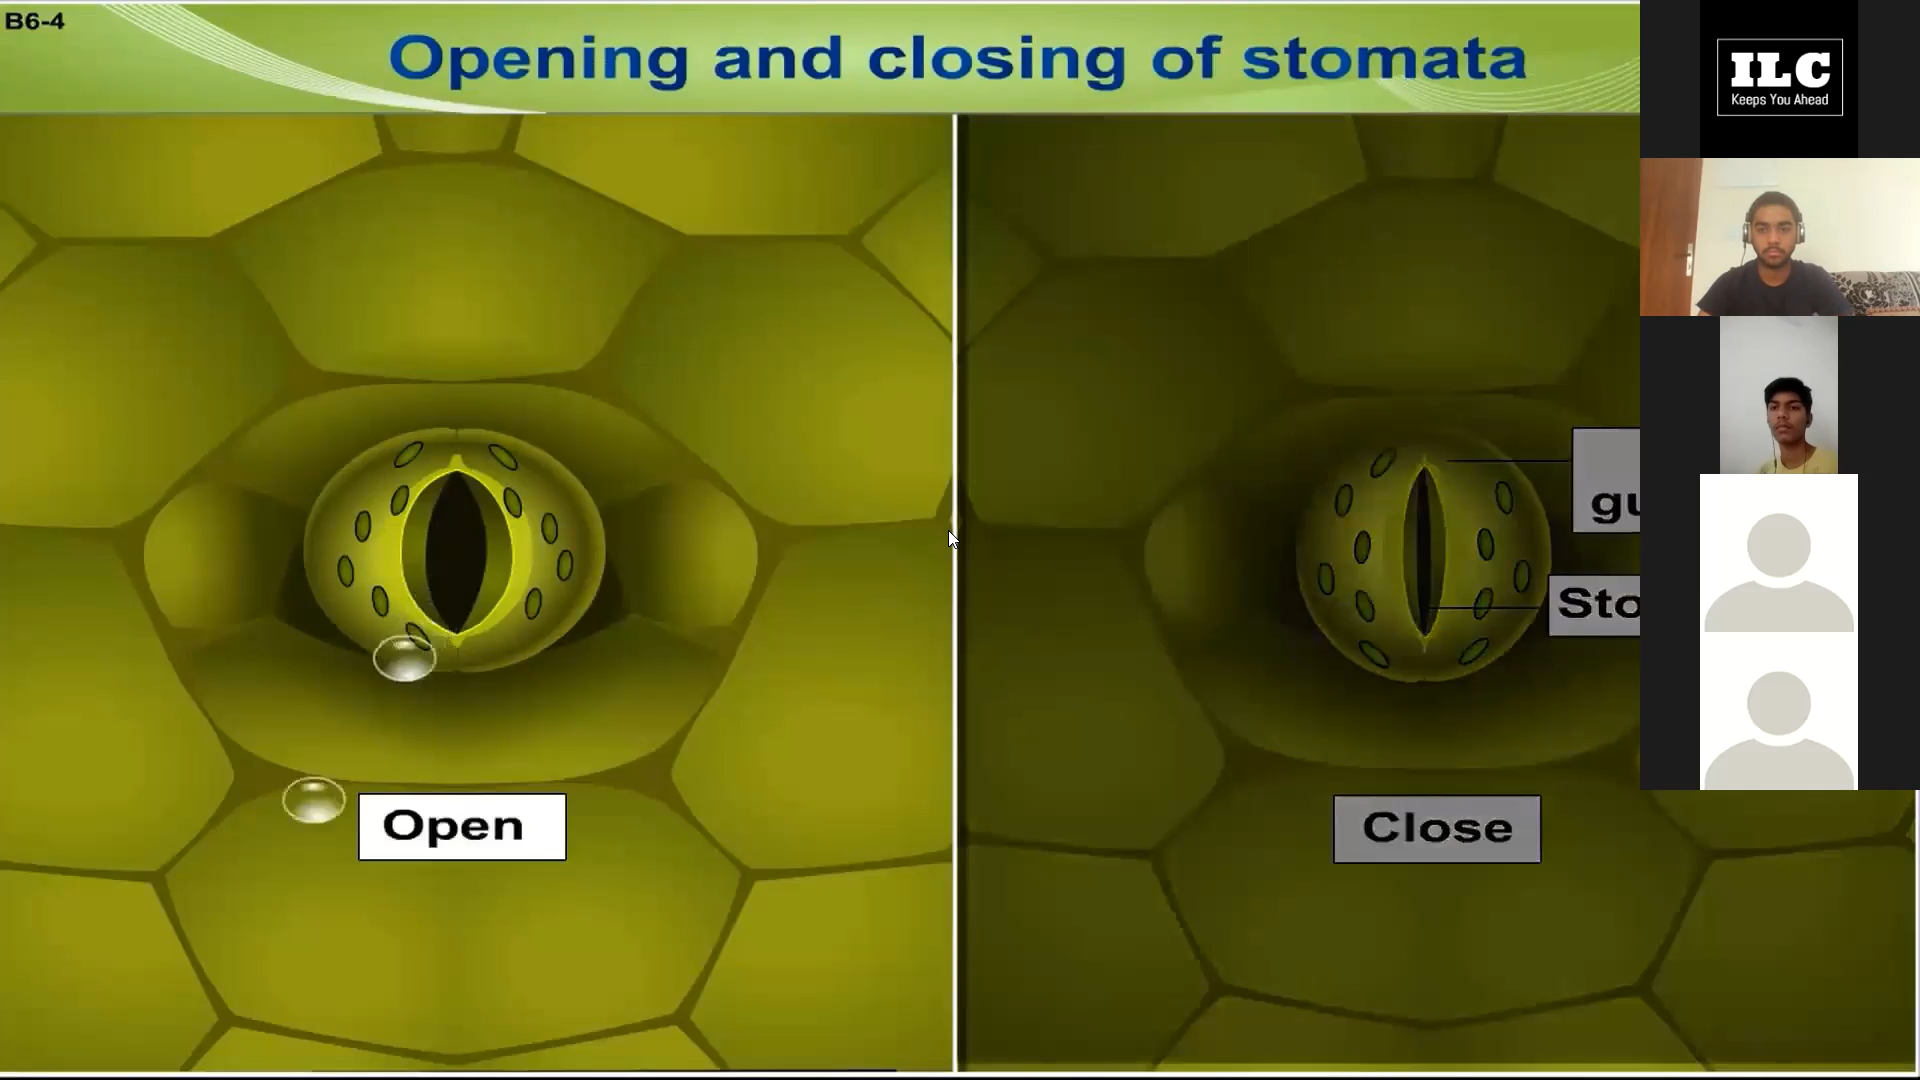 B6-4
Opening and closing of stomata
ILC
Keeps You Ahead
gu
Sto
Open
Close